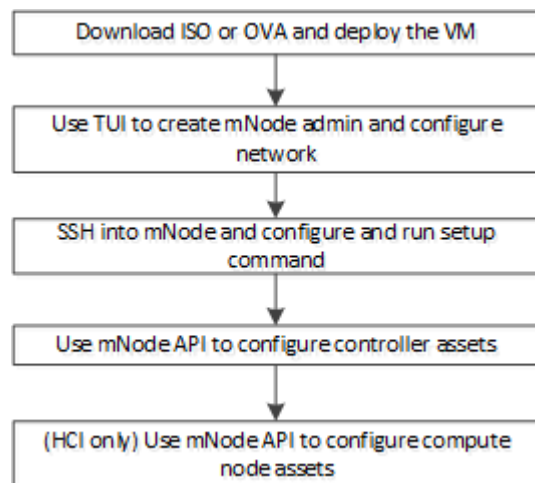 Download ISO or OVA and deploy the VM
Use TUI to create mNode admin and configure
network
SSH into mNode and configure and run setup
command
Use mNode API to configure controller assets
(HCI only) Use mNode API to configure compute
node assets